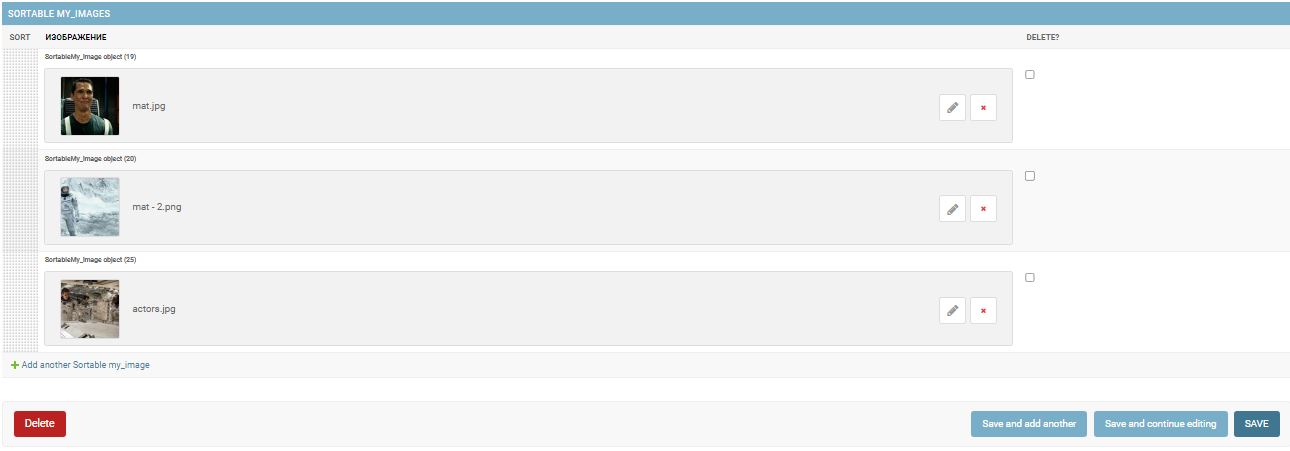 SORTABLE MY_IMAGES
SORT ИЗОБРАЖЕНИЕ DELETE?
SortableMy_Image object (19)
mat.jpg
SortableMy_Image object (20)
mat - 2.png
SortableMy_Image object (25)
actors.jpg
Add another Sortable my_image
Delete Save and add another Save and continue editing SAVE